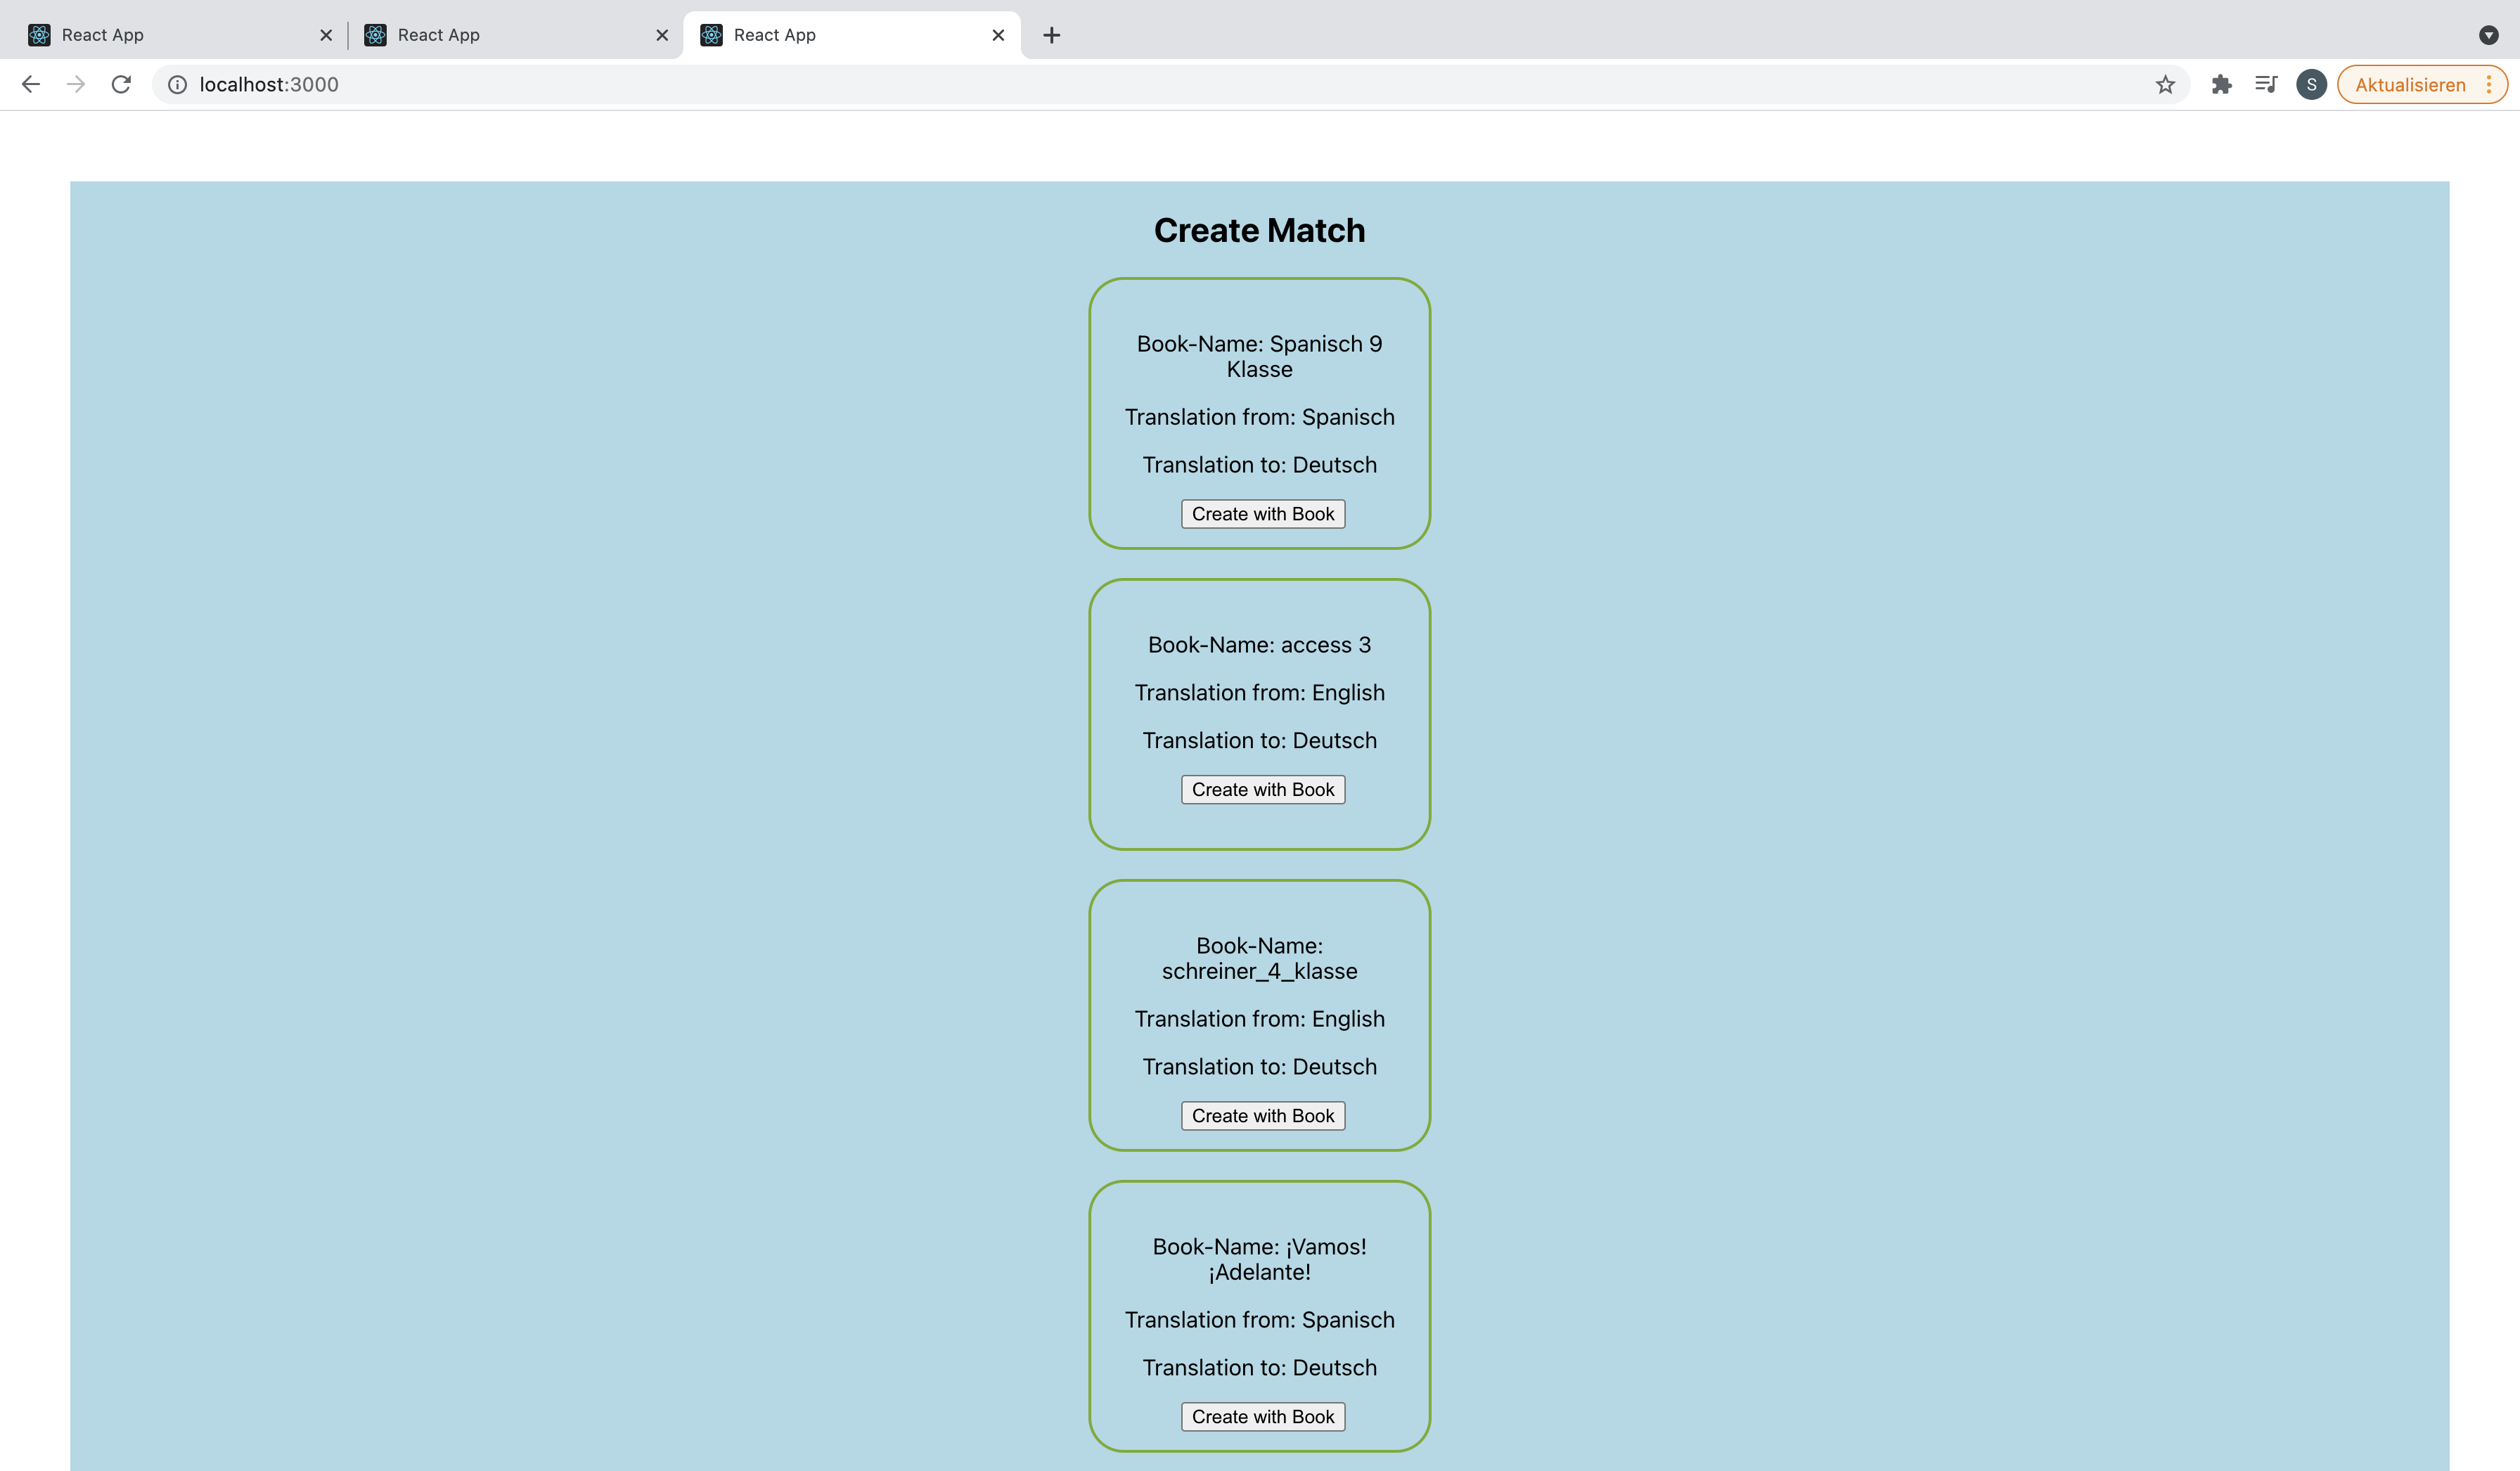 React App
React App
React App
localhost:3000
S
Aktualisieren
Create Match
Book-Name: Spanisch 9
Klasse
Translation from: Spanisch
Translation to: Deutsch
Create with Book
Book-Name: access 3
Translation from: English
Translation to: Deutsch
Create with Book
Book-Name:
schreiner_4_klasse
Translation from: English
Translation to: Deutsch
Create with Book
Book-Name: ¡Vamos!
¡Adelante!
Translation from: Spanisch
Translation to: Deutsch
Create with Book